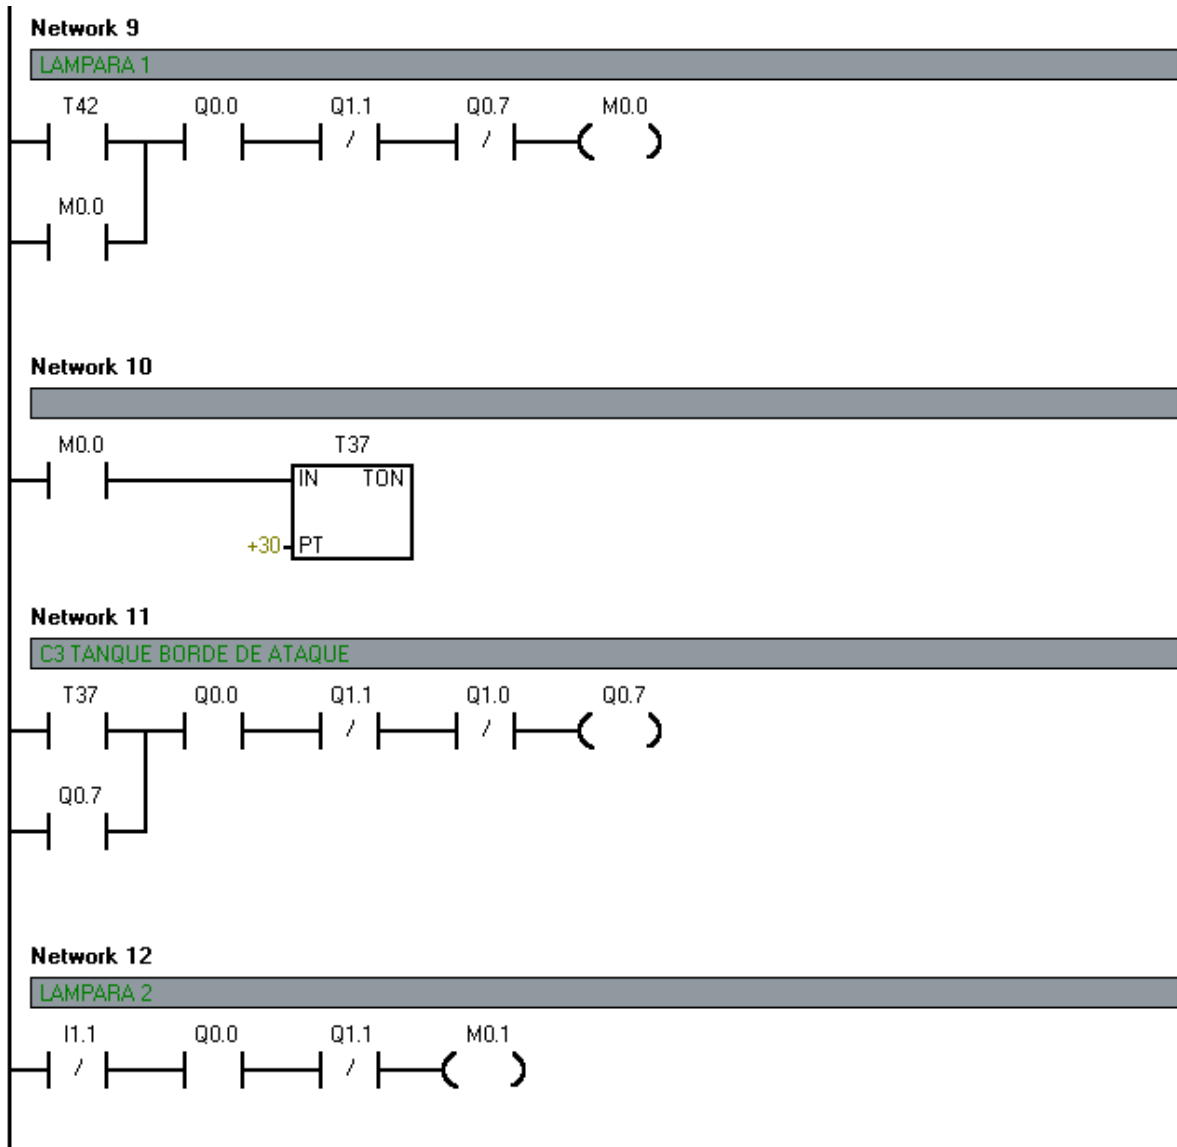 Network 9
LAMPARA 1
T42 Q0.0 Q1.1 Q0.7 M0.0
/ /
M0.0
Network 10
M0.0 T37
IN TON
+30 PT
Network 11
C3 TANQUE BORDE DE ATAQUE
T37 Q0.0 Q1.1 Q1.0 Q0.7
/ /
Q0.7
Network 12
LAMPARA 2
I1.1 Q0.0 Q1.1 M0.1
/ /